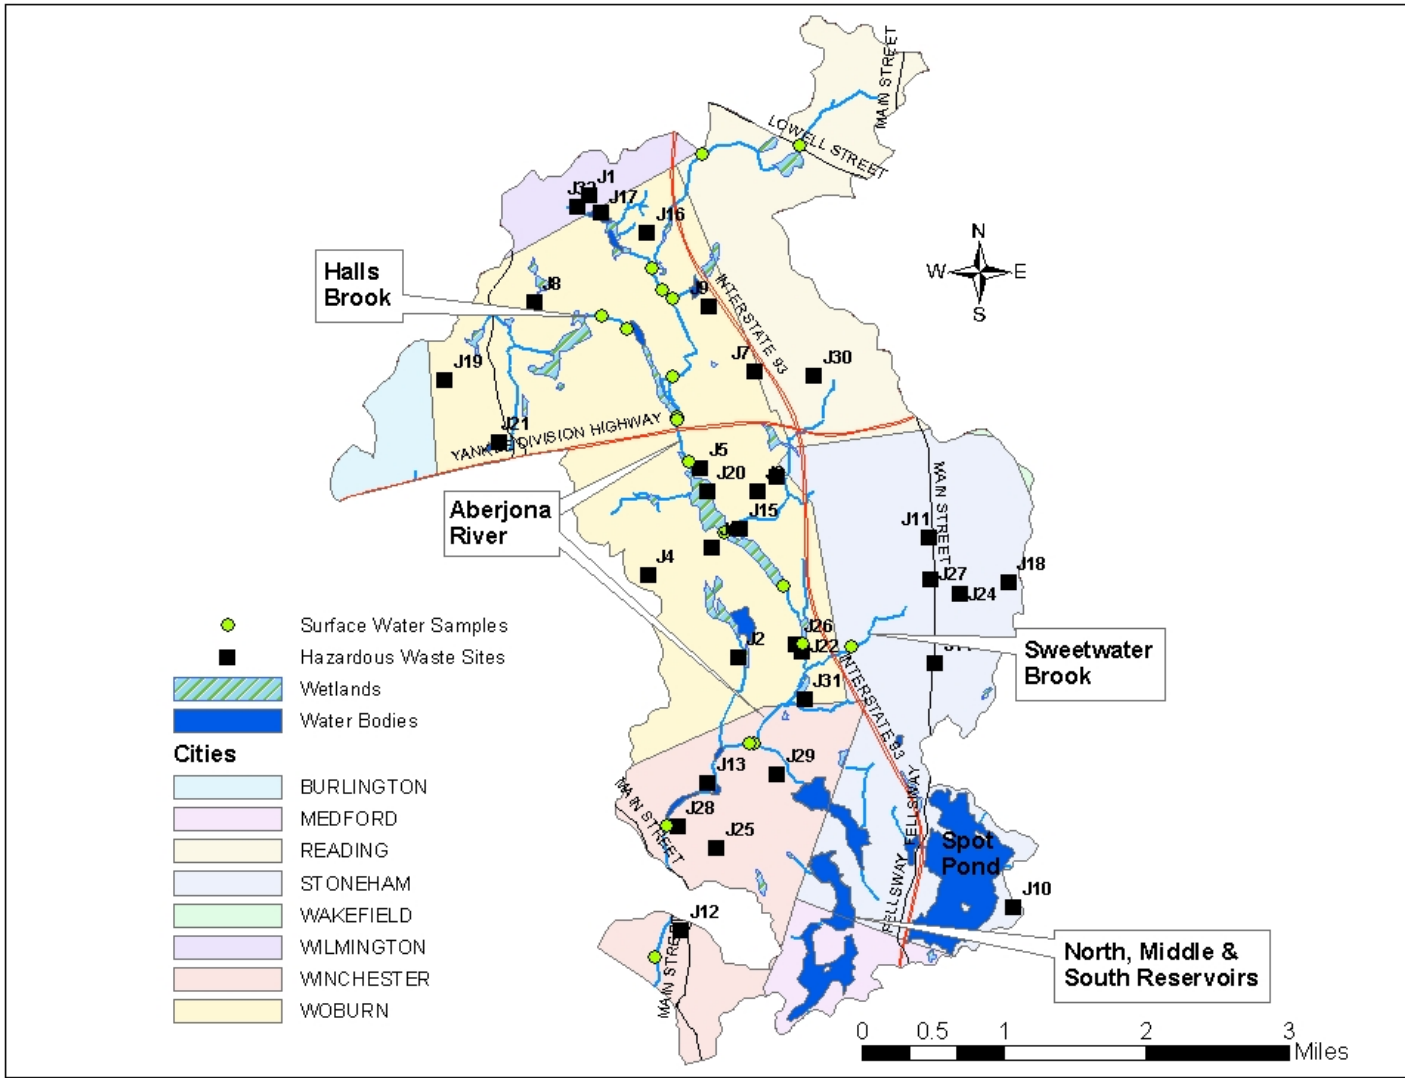 MAIN STREET
LOWELL STREET
J1
J17
J16
N
W
E
S
Halls
Brook
J8
J9
INTERSTATE 93
J19
J7
J30
J21
YANKEE DIVISION HIGHWAY
J5
J20
J15
Aberjona
River
MAIN STREET
J11
J4
J27
J18
J24
J26
J22
J2
Sweetwater
Brook
J31
INTERSTATE 93
Surface Water Samples
Hazardous Waste Sites
Wetlands
Water Bodies
Cities
BURLINGTON
MEDFORD
READING
STONEHAM
WAKEFIELD
WILMINGTON
WINCHESTER
WOBURN
J13
J29
MAIN STREET
J28
J25
FELLSWAY
FELLSWAY
Spot
Pond
J10
J12
MAIN STREET
North, Middle &
South Reservoirs
0 0.5 1 2 3
Miles